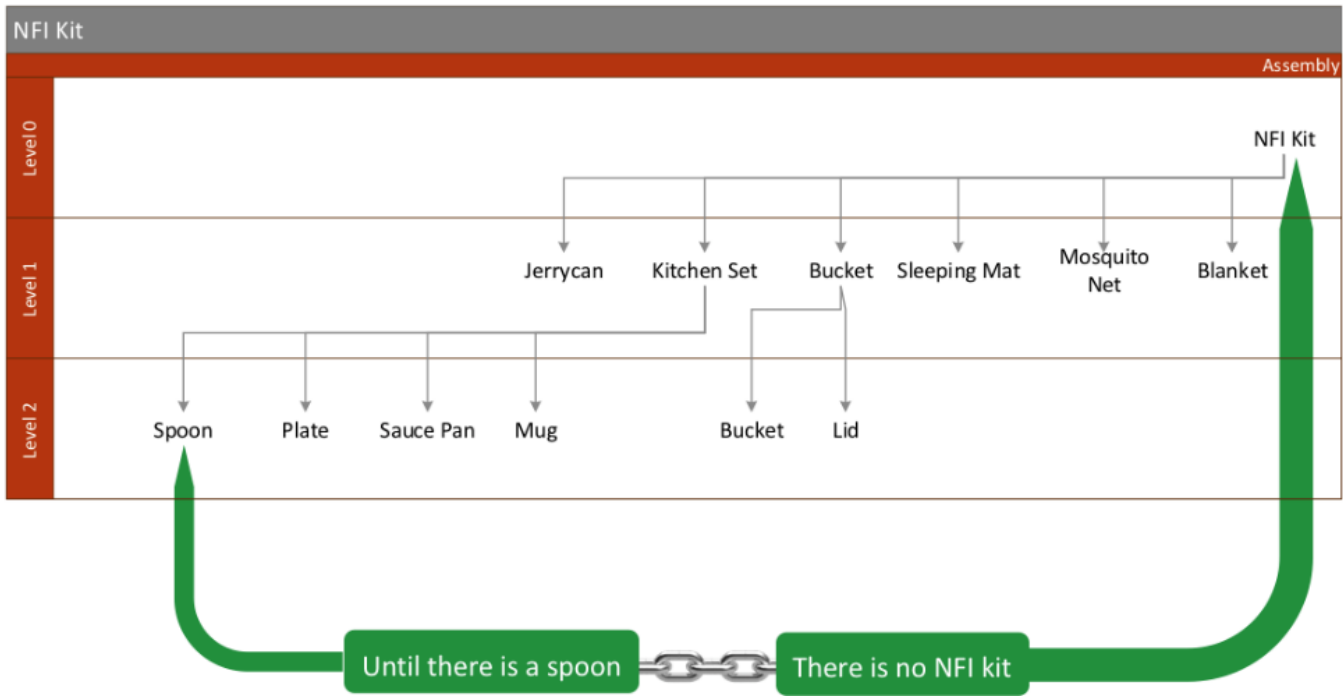 NFI Kit
Assembly
Level 0
NFI Kit
Level 1
Jerrycan
Kitchen Set
Bucket
Sleeping Mat
Mosquito
Net
Blanket
Level 2
Spoon
Plate
Sauce Pan
Mug
Bucket
Lid
Until there is a spoon
There is no NFI kit